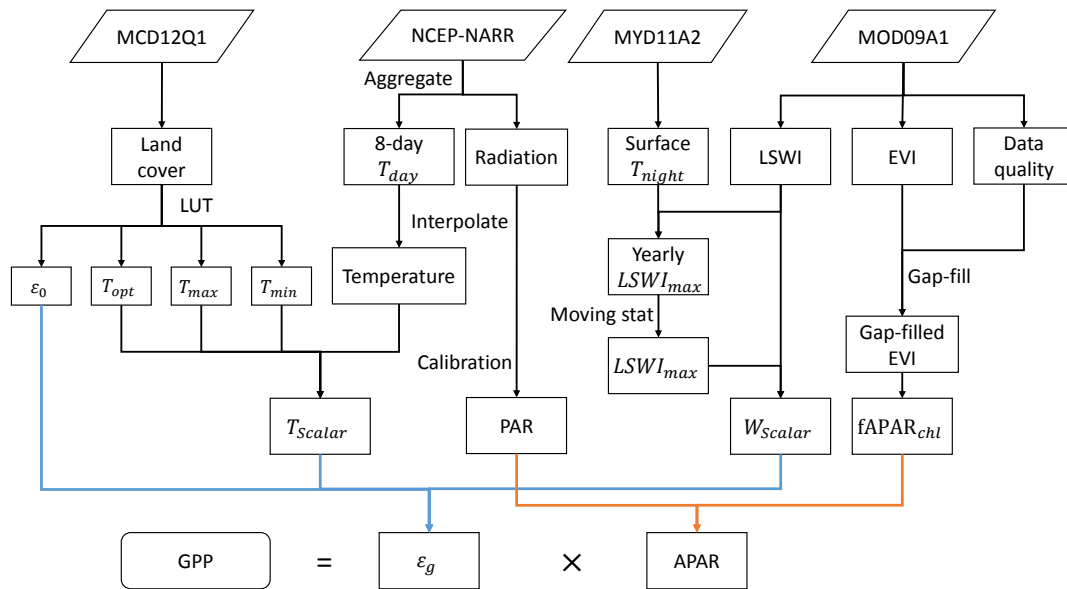 MCD12Q1
NCEP-NARR
MYD11A2
MOD09A1
Aggregate
Land
cover
8-day
T_day
Radiation
Surface
T_night
LSWI
EVI
Data
quality
LUT
Interpolate
ε_0
T_opt
T_max
T_min
Temperature
Yearly
LSWI_max
Gap-fill
Moving stat
Calibration
LSWI_max
Gap-filled
EVI
T_Scalar
PAR
W_Scalar
fAPAR_chl
GPP
=
ε_g
×
APAR